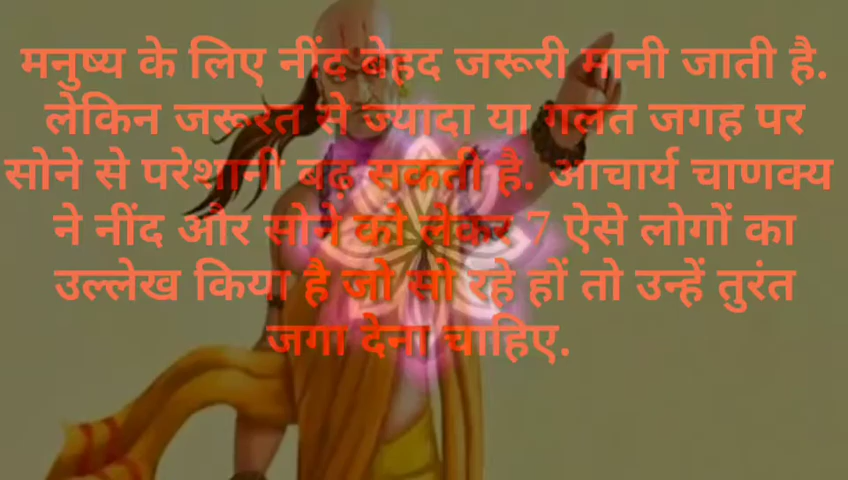 मनुष्य के लिए नींद बेहद जरूरी मानी जाती है.
लेकिन जरूरत से ज्यादा या गलत जगह पर
सोने से परेशानी बढ़ सकती है. आचार्य चाणक्य
ने नींद और सोने को लेकर 7 ऐसे लोगों का
उल्लेख किया है जो सो रहे हों तो उन्हें तुरंत
जगा देना चाहिए.